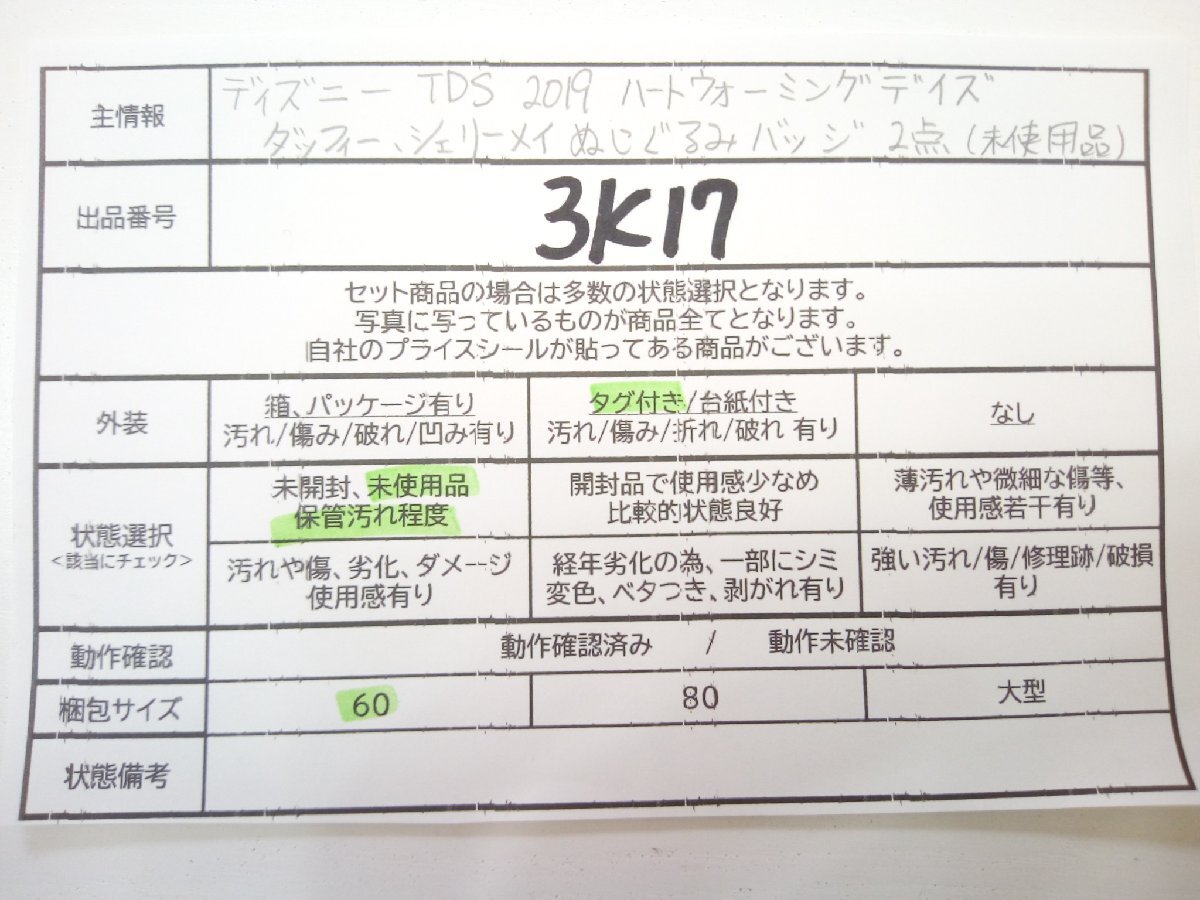 主情報
ディズニー TDS 2019 ハートウォーミングデイズ
ダッフィー、シェリーメイ ぬいぐるみバッジ 2点(未使用品)
出品番号
3K17
セット商品の場合は多数の状態選択となります。
写真に写っているものが商品全てとなります。
自社のプライスシールが貼ってある商品がございます。
外装
箱、パッケージ有り
汚れ/傷み/破れ/凹み有り
タグ付き/台紙付き
汚れ/傷み/折れ/破れ 有り
なし
状態選択
<該当にチェック>
未開封、未使用品
保管汚れ程度
開封品で使用感少なめ
比較的状態良好
薄汚れや微細な傷等、
使用感若干有り
汚れや傷、劣化、ダメージ
使用感有り
経年劣化の為、一部にシミ
変色、ベタつき、剥がれ有り
強い汚れ/傷/修理跡/破損
有り
動作確認
動作確認済み / 動作未確認
梱包サイズ
60
80
大型
状態備考